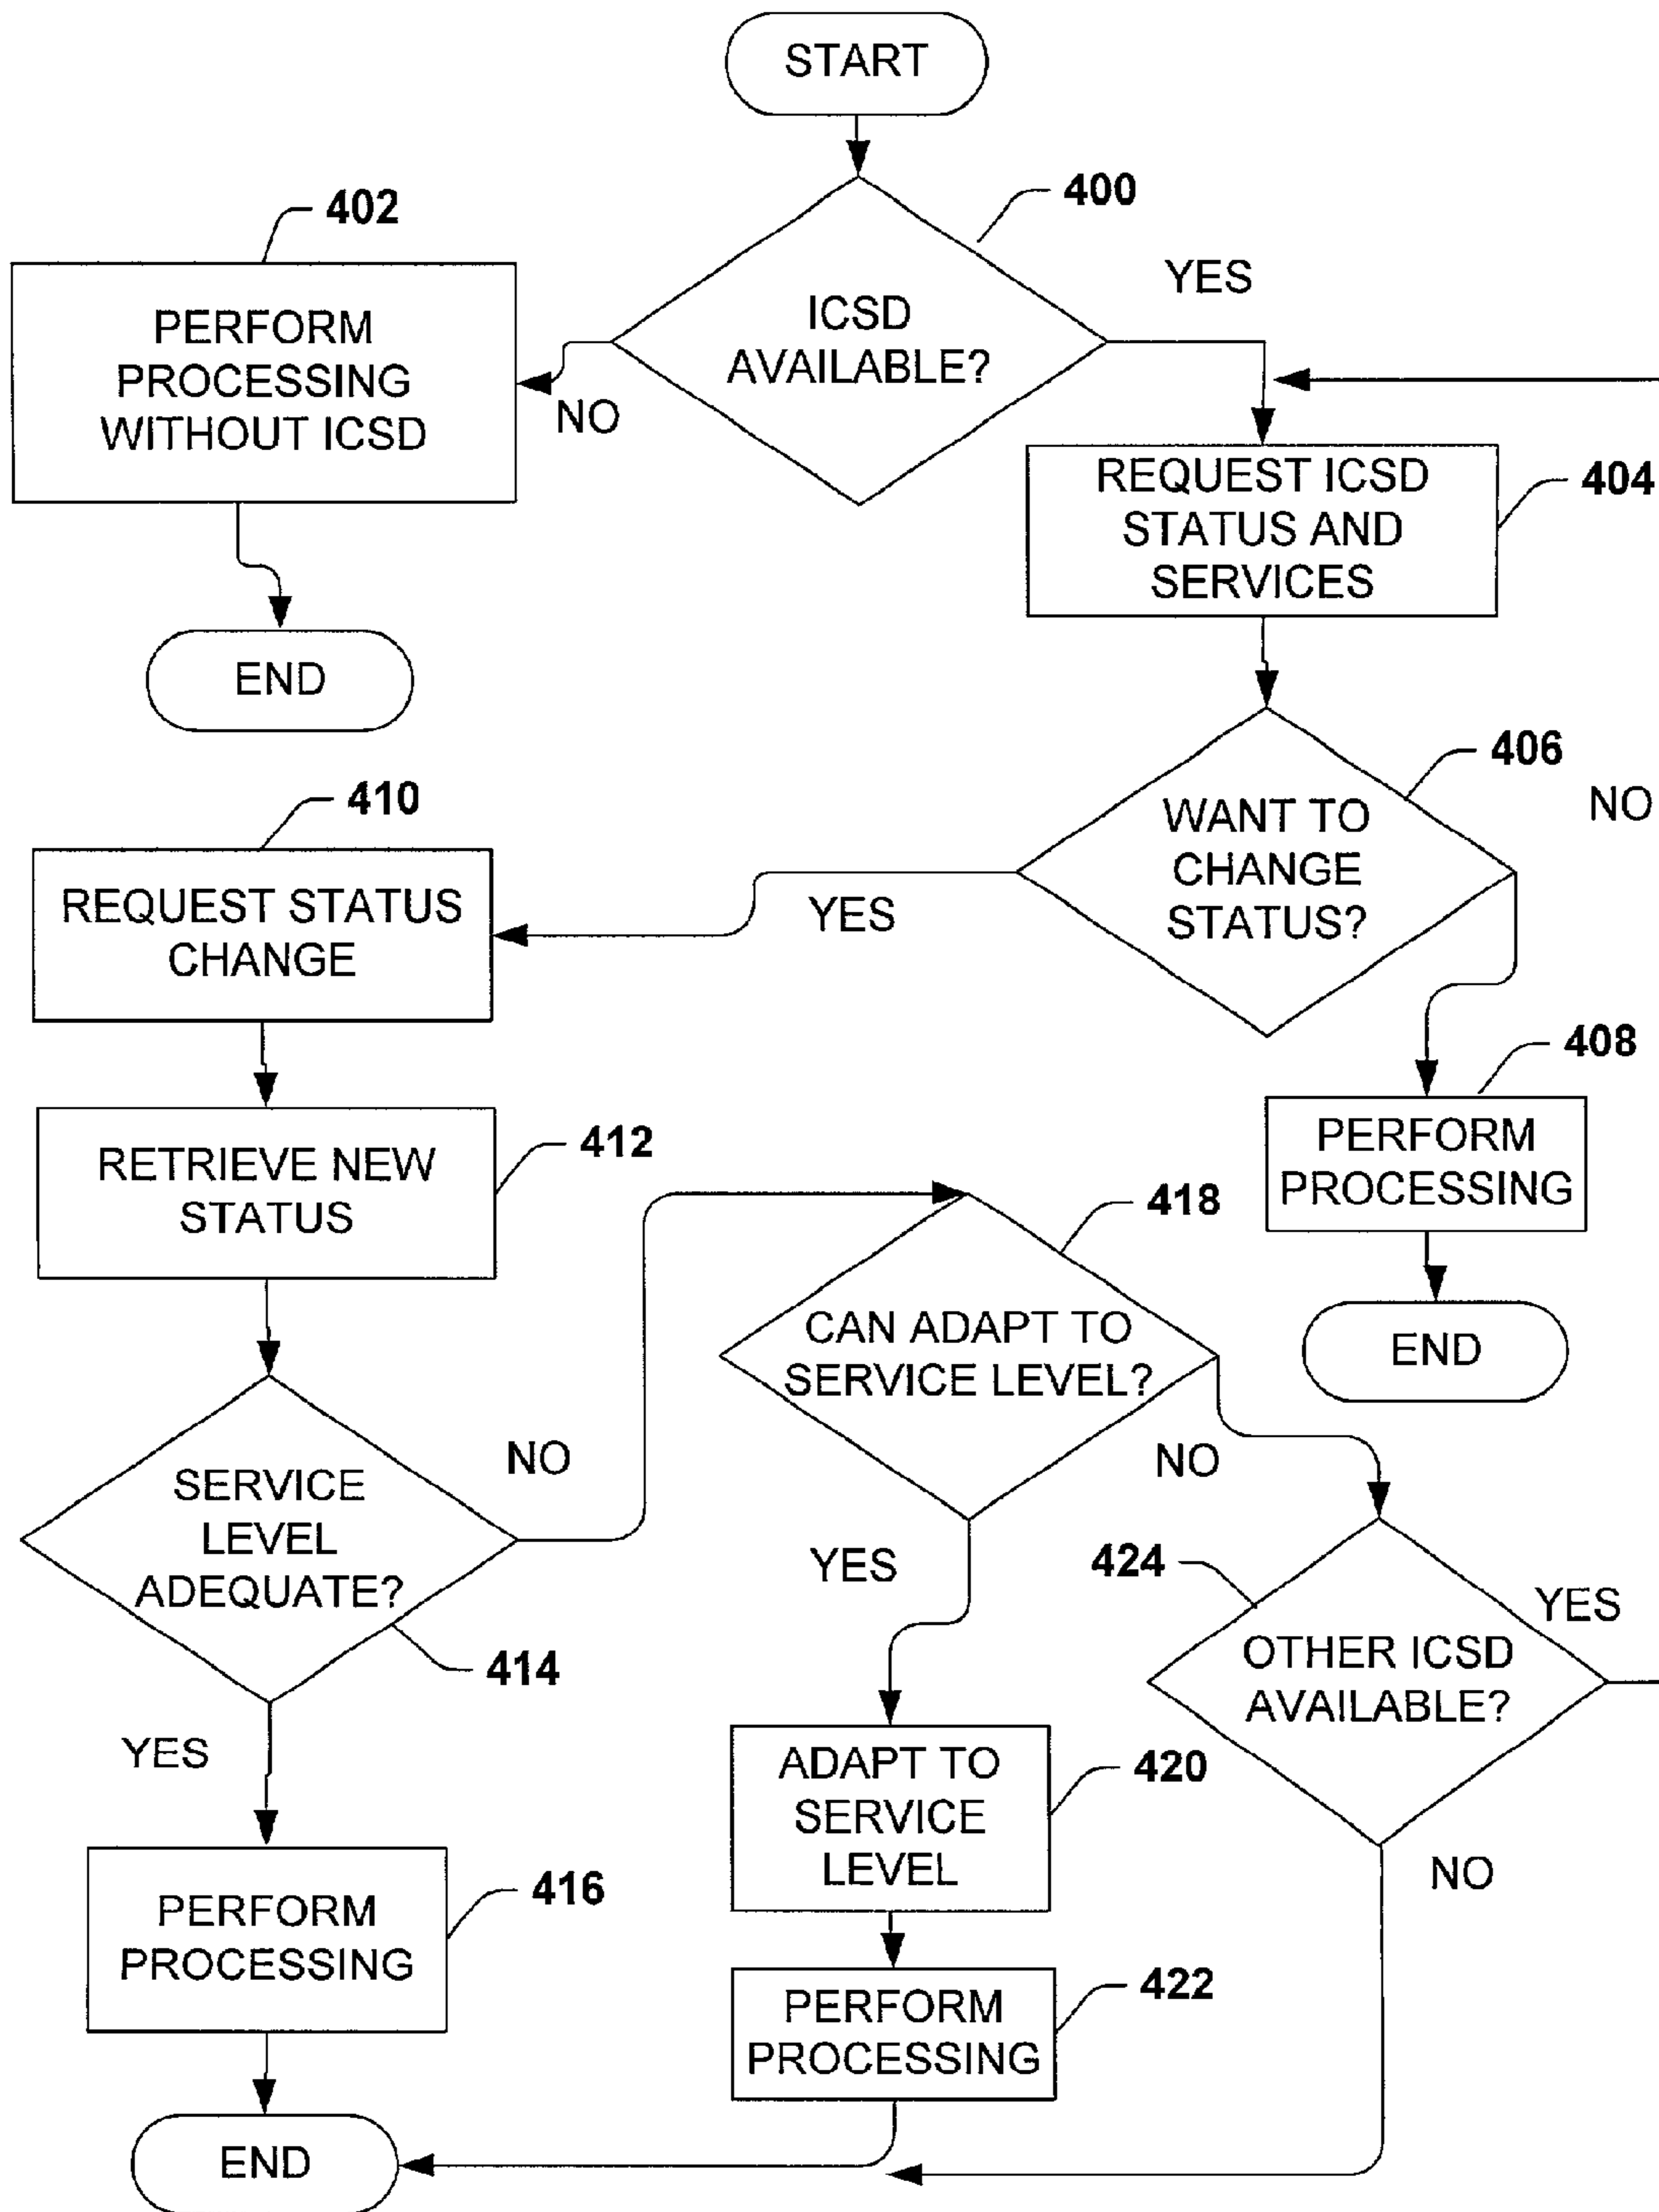 START
400
402
ICSD
AVAILABLE?
YES
NO
PERFORM
PROCESSING
WITHOUT ICSD
END
REQUEST ICSD
STATUS AND
SERVICES
404
406
WANT TO
CHANGE
STATUS?
NO
YES
410
REQUEST STATUS
CHANGE
408
PERFORM
PROCESSING
END
RETRIEVE NEW
STATUS
412
418
CAN ADAPT TO
SERVICE LEVEL?
NO
SERVICE
LEVEL
ADEQUATE?
414
NO
YES
YES
424
OTHER ICSD
AVAILABLE?
YES
NO
ADAPT TO
SERVICE
LEVEL
420
PERFORM
PROCESSING
416
PERFORM
PROCESSING
422
END